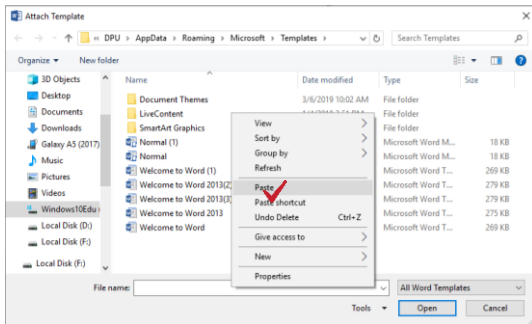 Attach Template
« DPU › AppData › Roaming › Microsoft › Templates ›
Search Templates
Organize
New folder
Name
Date modified
Type
Size
3D Objects
Desktop
Documents
Downloads
Galaxy A5 (2017)
Music
Pictures
Videos
Windows10Edu
Local Disk (D:)
Local Disk (F:)
Local Disk (F:)
Document Themes 3/6/2019 10:02 AM File folder
LiveContent File folder
SmartArt Graphics File folder
Normal (1) Microsoft Word M... 18 KB
Normal Microsoft Word M... 18 KB
Welcome to Word (1) Microsoft Word T... 269 KB
Welcome to Word 2013(2) Microsoft Word T... 279 KB
Welcome to Word 2013(3) Microsoft Word T... 279 KB
Welcome to Word 2013 Microsoft Word T... 275 KB
Welcome to Word Microsoft Word T... 269 KB
View
Sort by
Group by
Refresh
Paste
Paste shortcut
Undo Delete Ctrl+Z
Give access to
New
Properties
File name:
All Word Templates
Tools
Open
Cancel